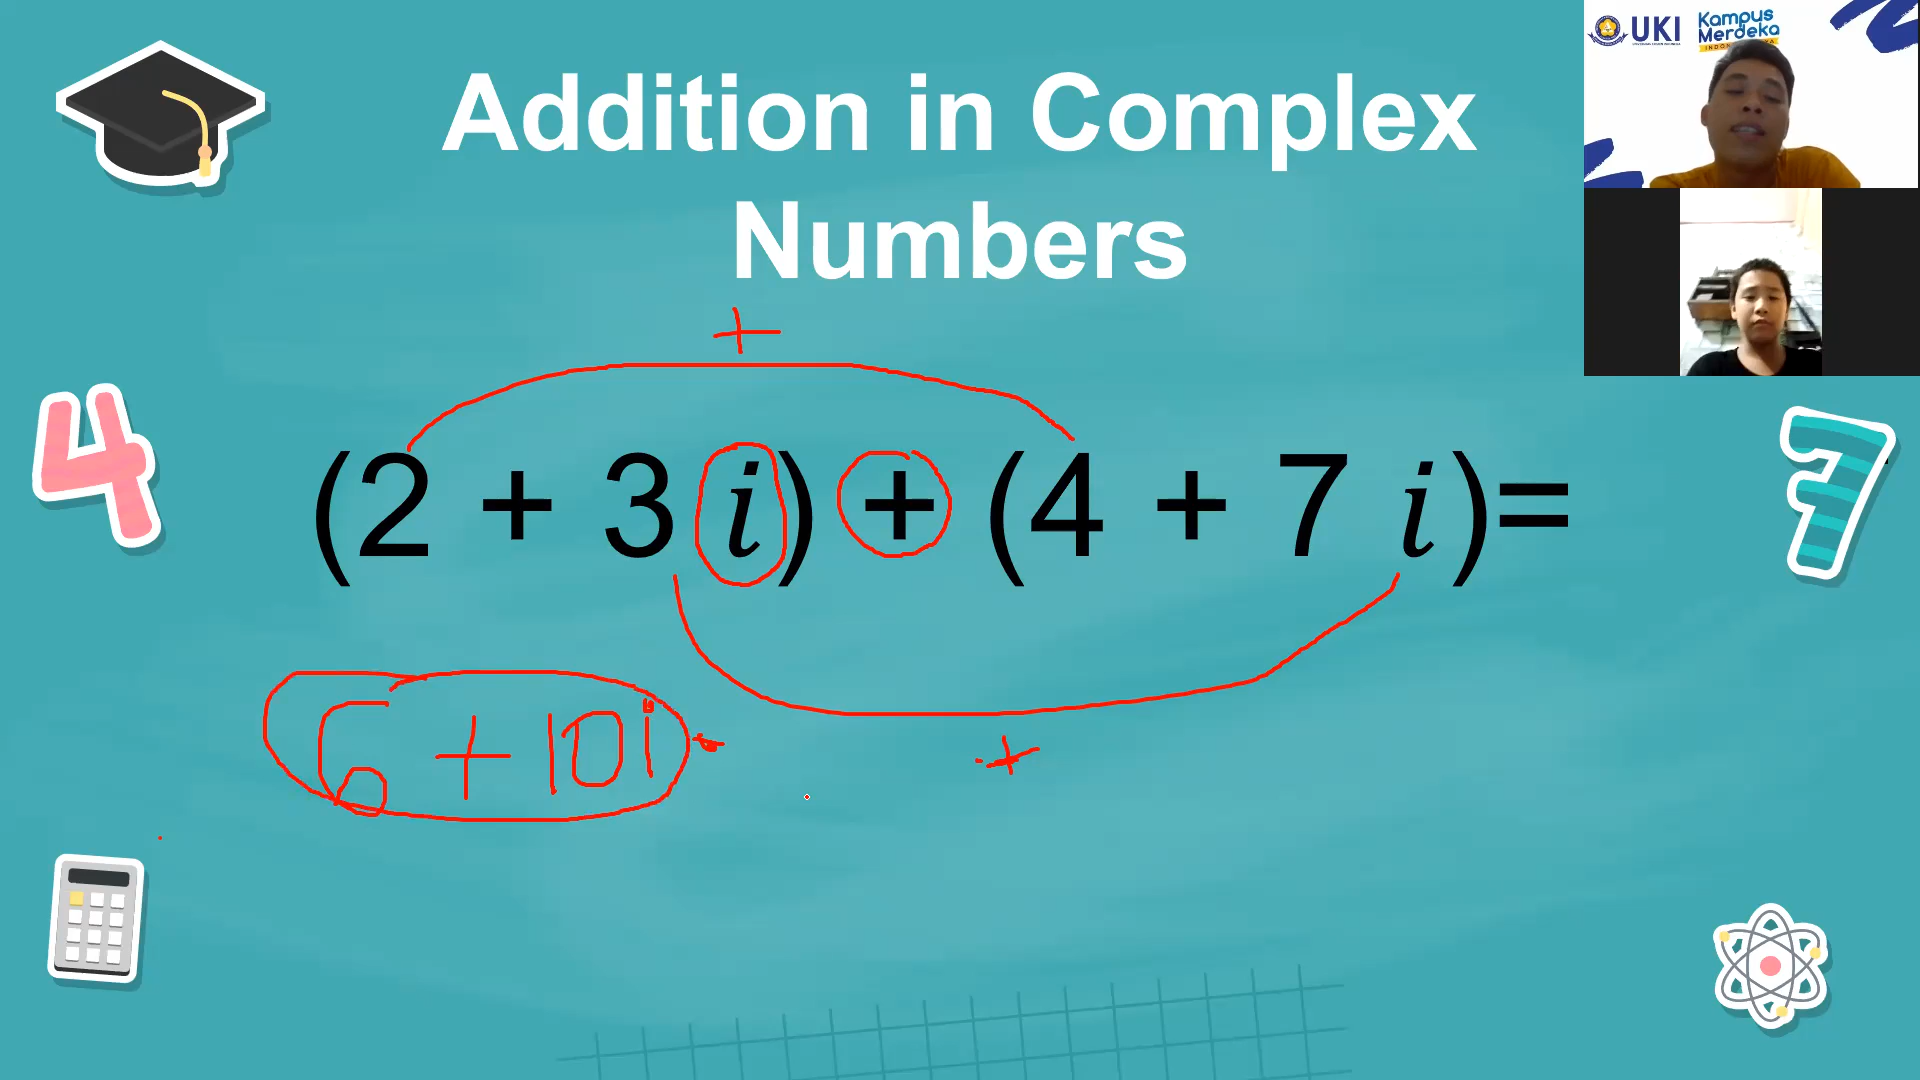 UKI
Kampus
Merdeka
Addition in Complex
Numbers
+
(2 + 3 i) + (4 + 7 i)=
6 + 10i
+
4
7